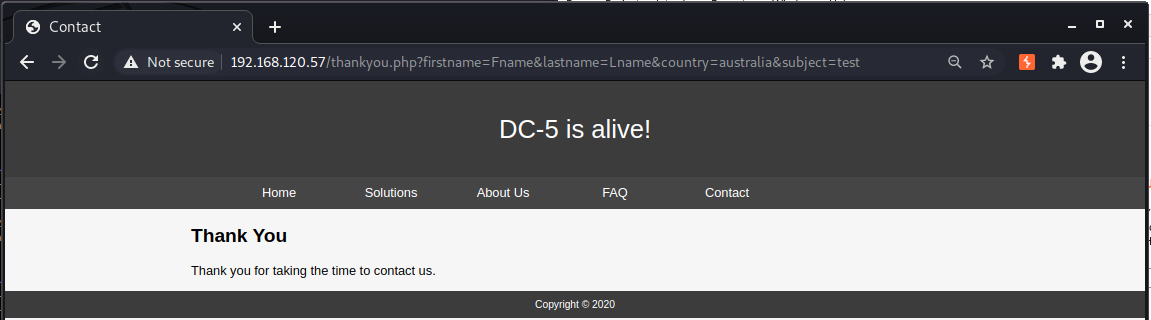 Contact
Not secure
192.168.120.57/thankyou.php?firstname=Fname&lastname=Lname&country=australia&subject=test
DC-5 is alive!
Home Solutions About Us FAQ Contact
Thank You
Thank you for taking the time to contact us.
Copyright © 2020